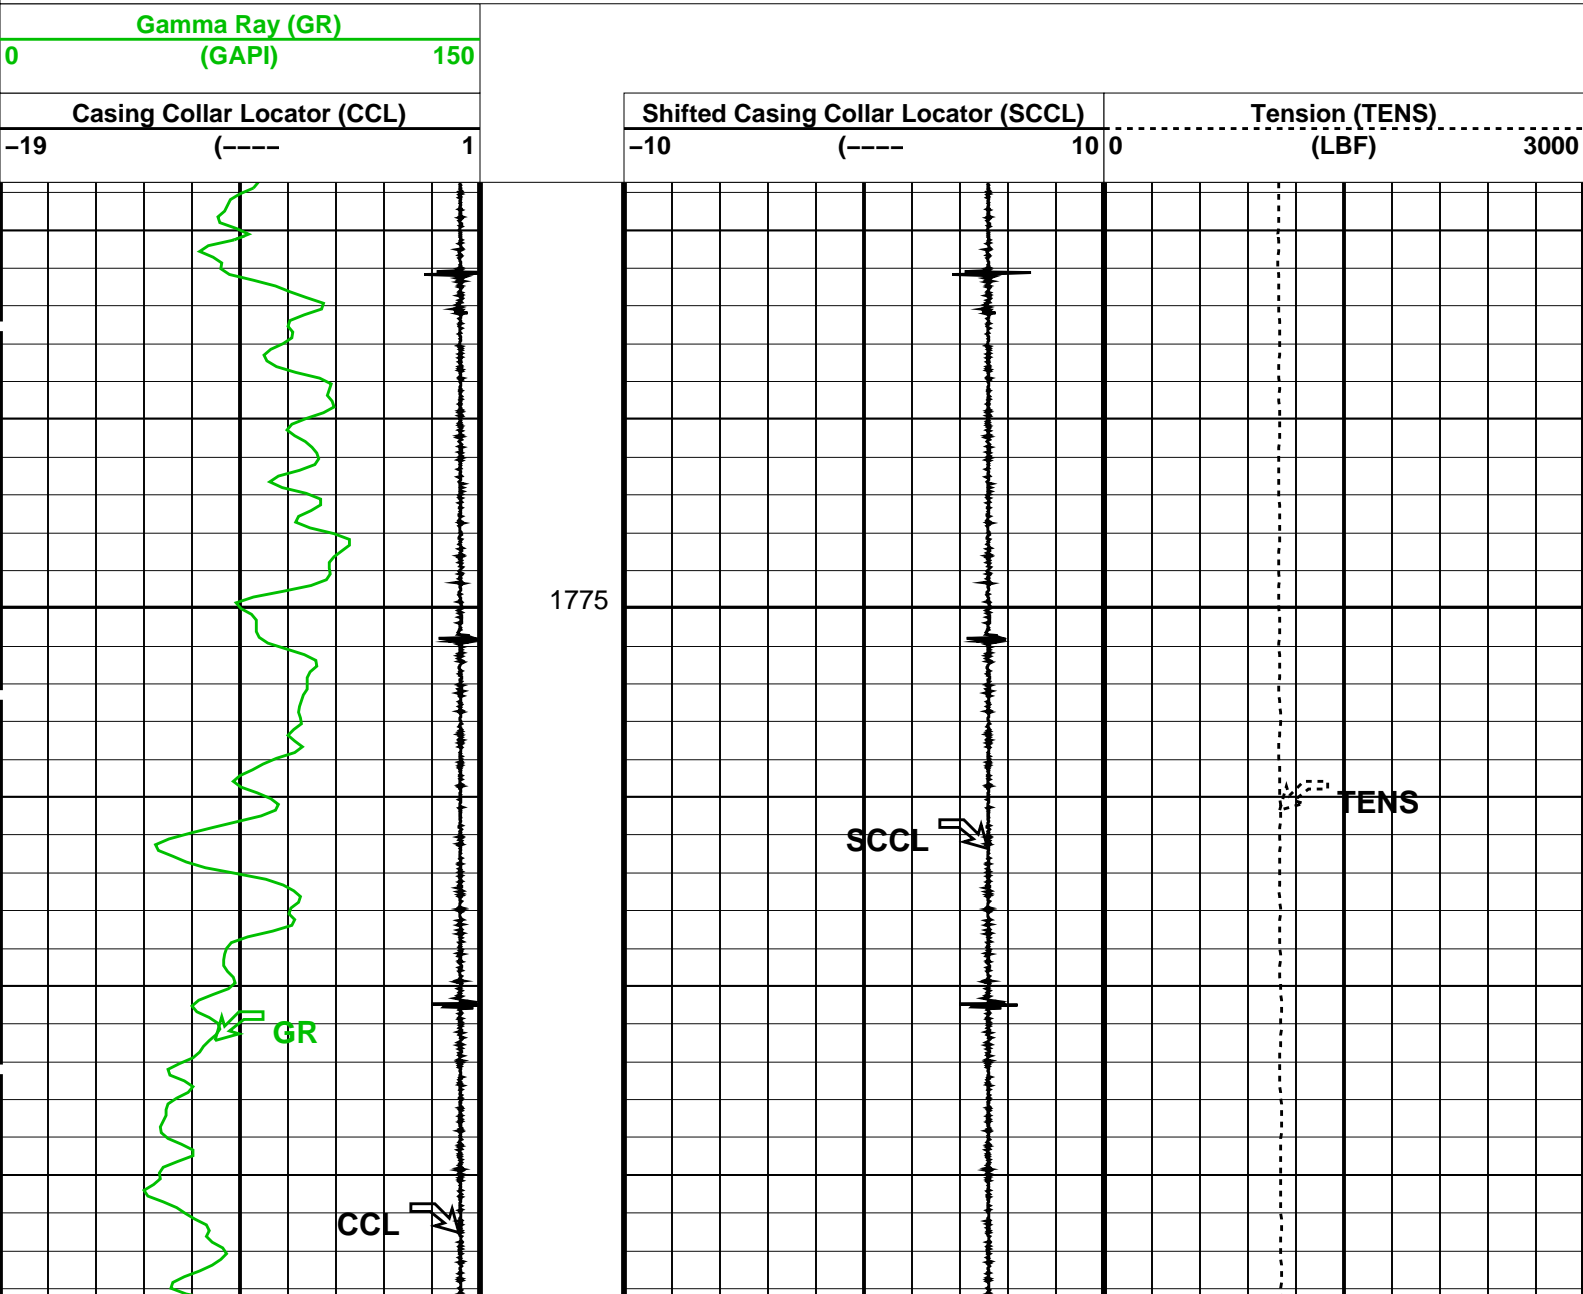 Gamma Ray (GR)
0 (GAPI) 150
Casing Collar Locator (CCL)
−19 (−−−− 1
Shifted Casing Collar Locator (SCCL)
−10 (−−−− 10
Tension (TENS)
0 (LBF) 3000
1775
TENS
SCCL
GR
CCL